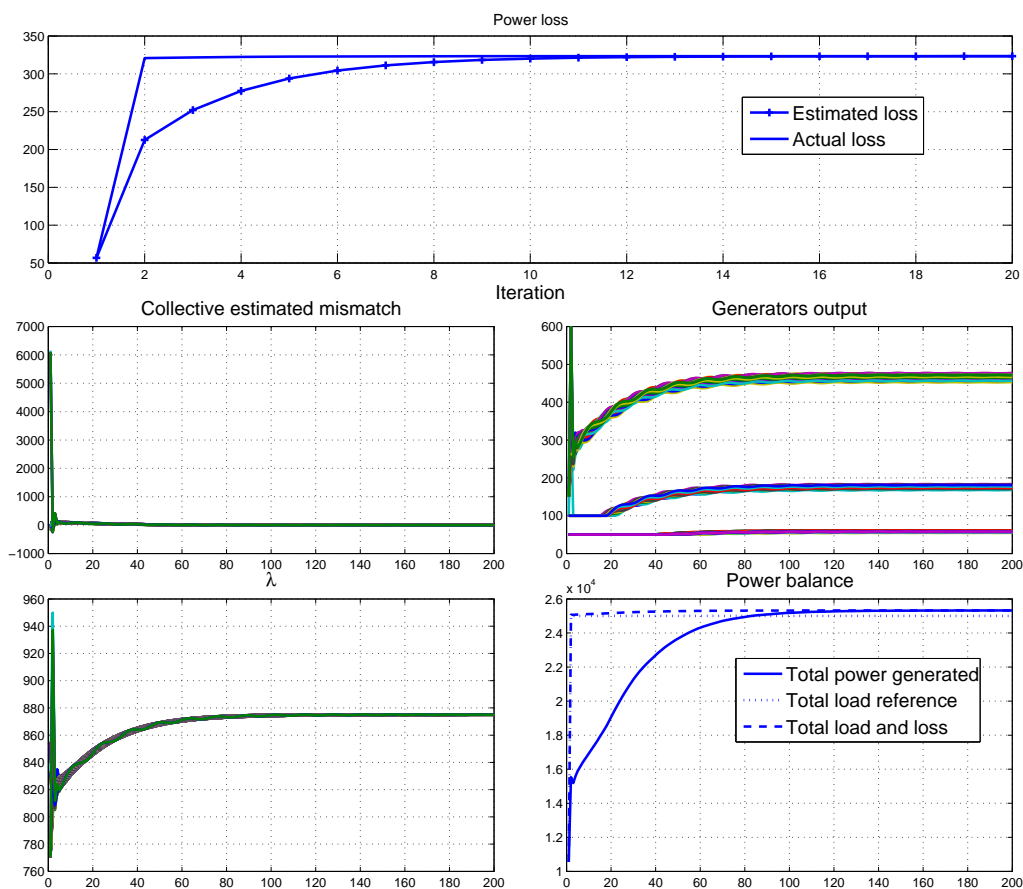 Power loss
350
300
250
200
150
100
50
0 2 4 6 8 10 12 14 16 18 20
Estimated loss
Actual loss
Iteration
Collective estimated mismatch
7000
6000
5000
4000
3000
2000
1000
0
−1000
0 20 40 60 80 100 120 140 160 180 200
Generators output
600
500
400
300
200
100
0
0 20 40 60 80 100 120 140 160 180 200
λ
960
940
920
900
880
860
840
820
800
780
760
0 20 40 60 80 100 120 140 160 180 200
Power balance
x 10^4
2.6
2.4
2.2
2
1.8
1.6
1.4
1.2
1
0 20 40 60 80 100 120 140 160 180 200
Total power generated
Total load reference
Total load and loss